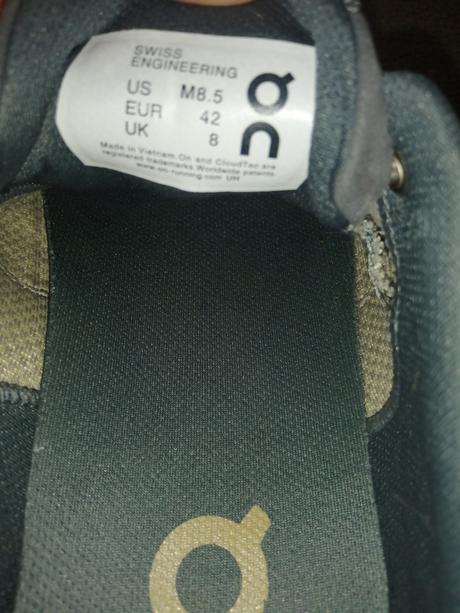 SWISS
ENGINEERING
US M8.5
EUR 42
UK 8
Made in Vietnam.On and CloudTec are
registered trademarks Worldwide patents.
www.on-running.com UH